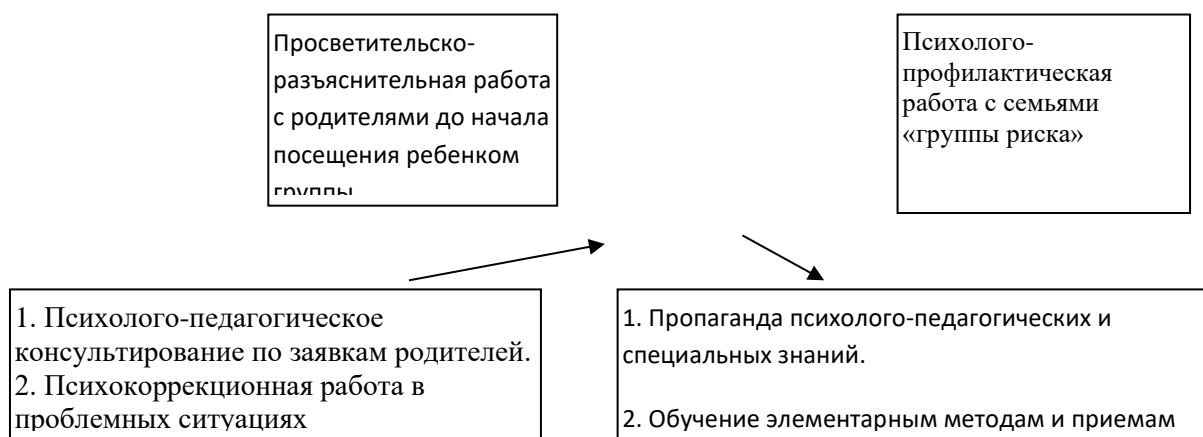 Просветительско-
разъяснительная работа
с родителями до начала
посещения ребенком
группы
Психолого-
профилактическая
работа с семьями
«группы риска»
1. Психолого-педагогическое
консультирование по заявкам родителей.
2. Психокоррекционная работа в
проблемных ситуациях
1. Пропаганда психолого-педагогических и
специальных знаний.
2. Обучение элементарным методам и приемам